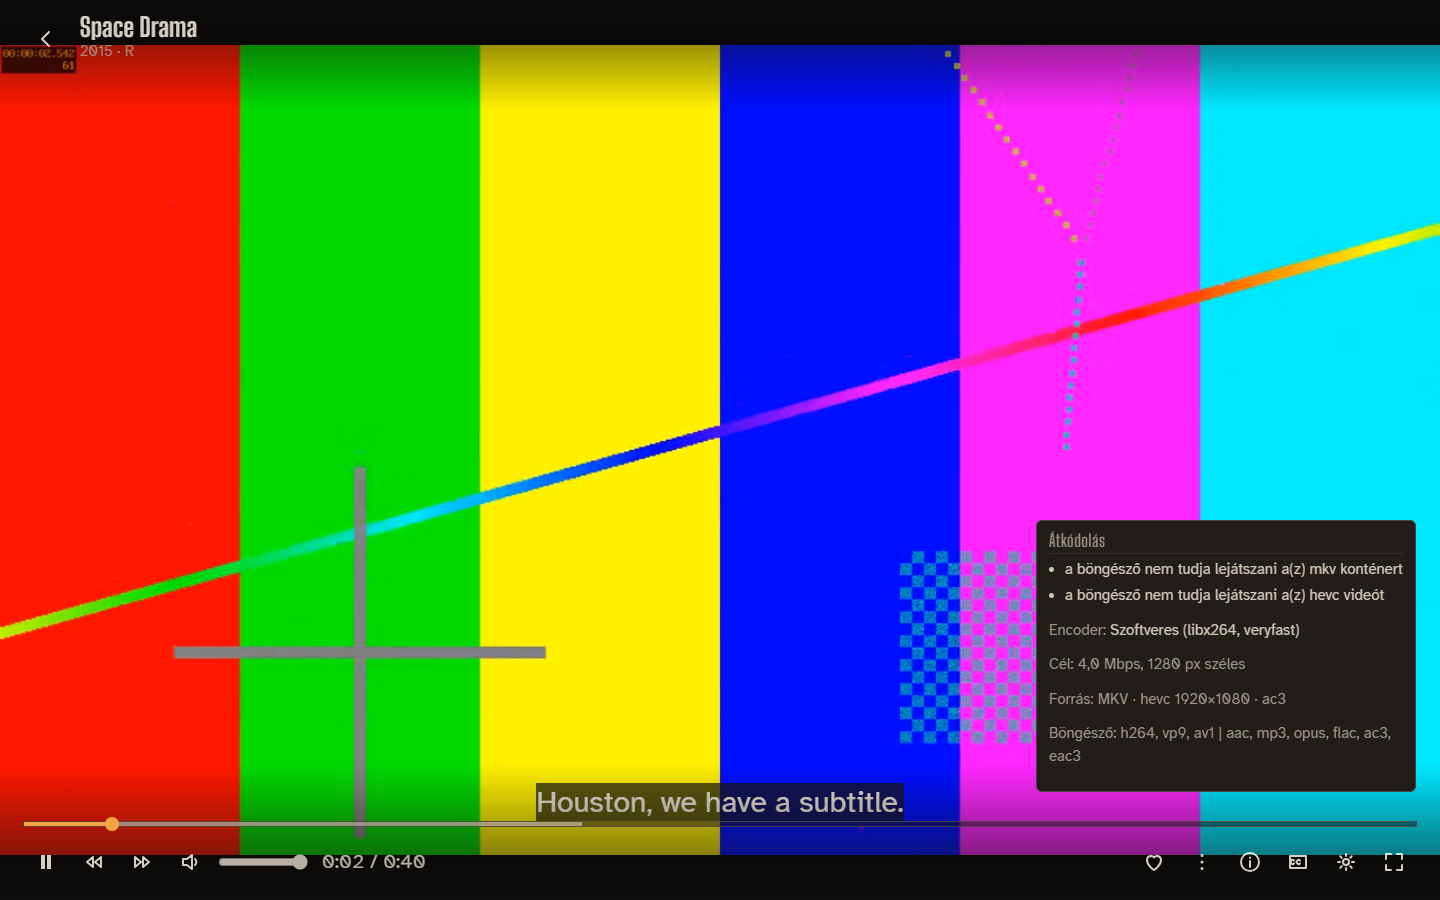 Space Drama
2015 · R
00:00:02.542
61
Átkódolás
• a böngésző nem tudja lejátszani a(z) mkv konténert
• a böngésző nem tudja lejátszani a(z) hevc videót
Encoder: Szoftveres (libx264, veryfast)
Cél: 4,0 Mbps, 1280 px széles
Forrás: MKV · hevc 1920×1080 · ac3
Böngésző: h264, vp9, av1 | aac, mp3, opus, flac, ac3,
eac3
Houston, we have a subtitle.
0:02 / 0:40
CC